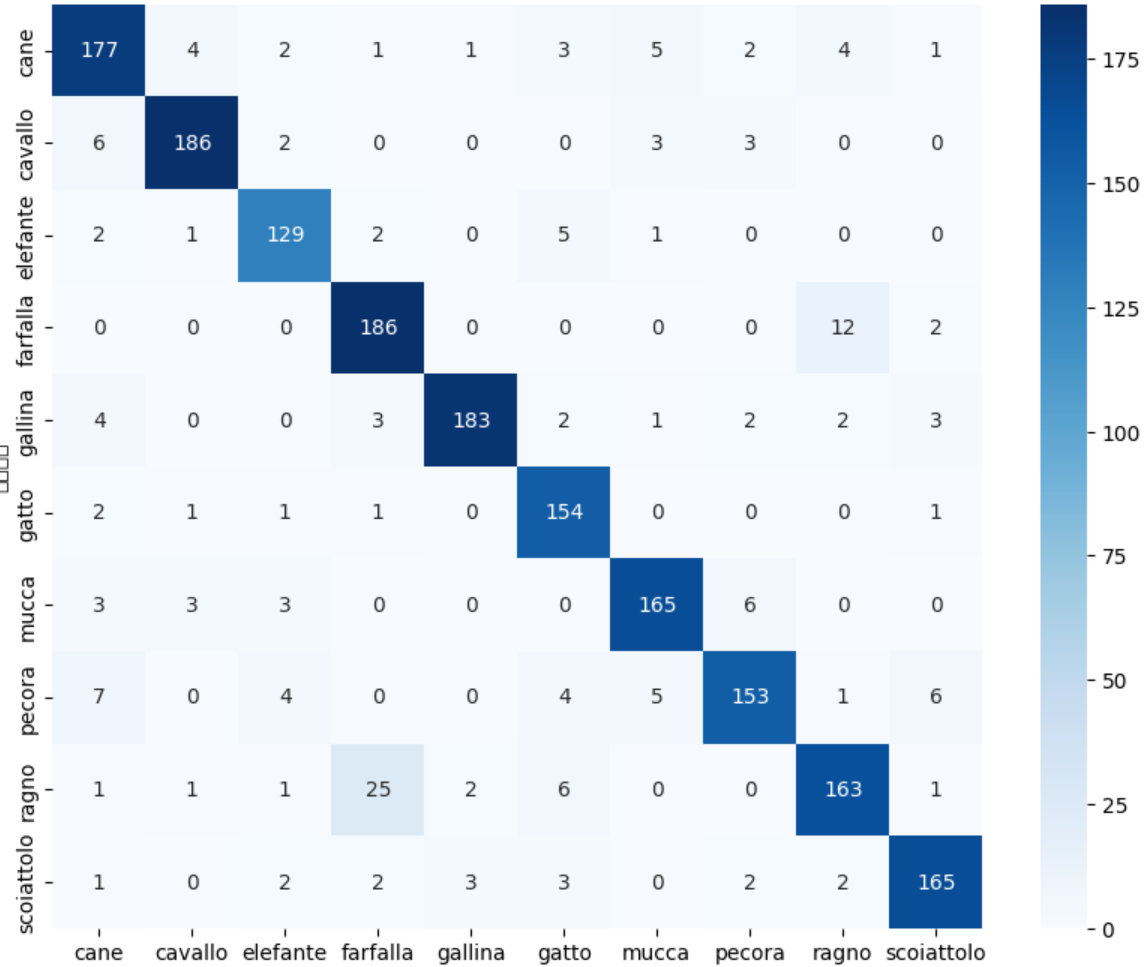 cane 177 4 2 1 1 3 5 2 4 1
cavallo 6 186 2 0 0 0 3 3 0 0
elefante 2 1 129 2 0 5 1 0 0 0
farfalla 0 0 0 186 0 0 0 0 12 2
gallina 4 0 0 3 183 2 1 2 2 3
gatto 2 1 1 1 0 154 0 0 0 1
mucca 3 3 3 0 0 0 165 6 0 0
pecora 7 0 4 0 0 4 5 153 1 6
ragno 1 1 1 25 2 6 0 0 163 1
scoiattolo 1 0 2 2 3 3 0 2 2 165
cane cavallo elefante farfalla gallina gatto mucca pecora ragno scoiattolo
175
150
125
100
75
50
25
0